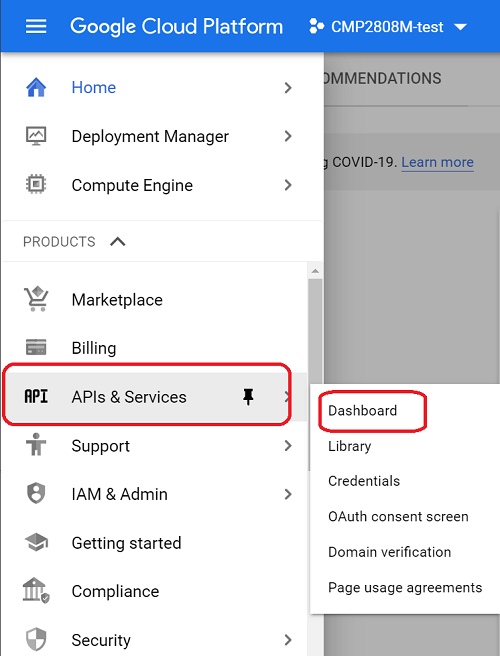 Google Cloud Platform CMP2808M-test
Home
OMMENDATIONS
Deployment Manager
g COVID-19. Learn more
Compute Engine
PRODUCTS
Marketplace
Billing
API APIs & Services
Support
IAM & Admin
Getting started
Compliance
Security
Dashboard
Library
Credentials
OAuth consent screen
Domain verification
Page usage agreements